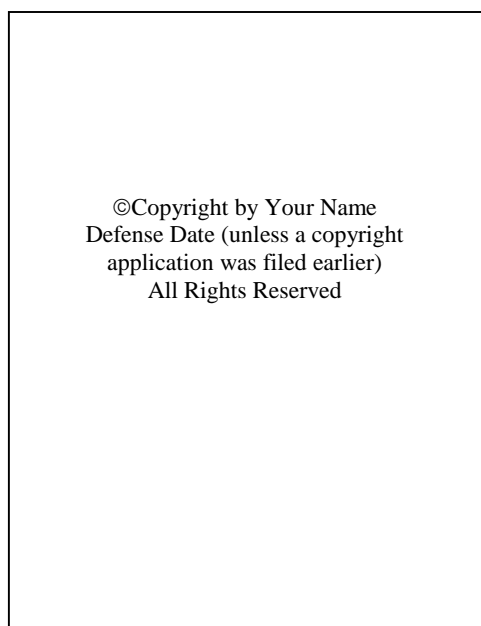 ©Copyright by Your Name
Defense Date (unless a copyright
application was filed earlier)
All Rights Reserved